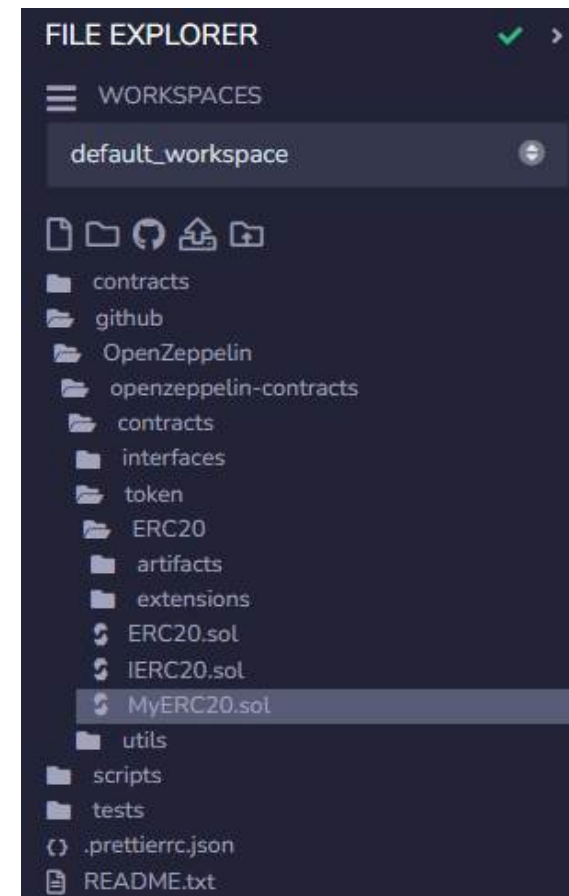 FILE EXPLORER
WORKSPACES
default_workspace
contracts
github
OpenZeppelin
openzeppelin-contracts
contracts
interfaces
token
ERC20
artifacts
extensions
ERC20.sol
IERC20.sol
MyERC20.sol
utils
scripts
tests
.prettierrc.json
README.txt